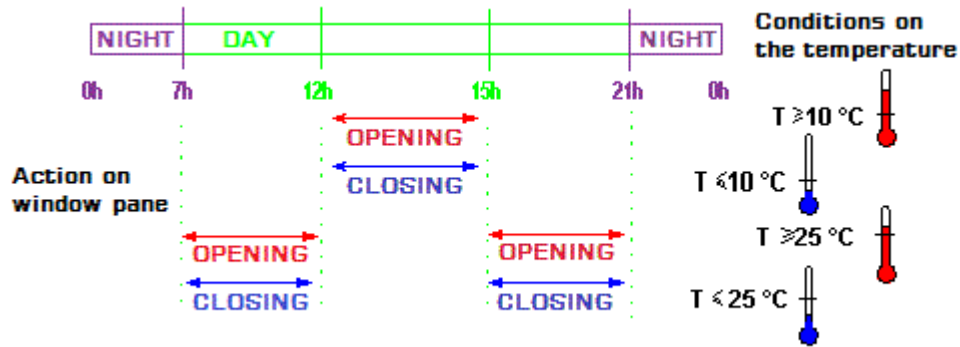 NIGHT DAY NIGHT
Conditions on
the temperature
0h 7h 12h 15h 21h 0h
OPENING
T ⩾10 °C
CLOSING
T ⩽10 °C
Action on
window pane
OPENING OPENING
T ⩾25 °C
CLOSING CLOSING
T ⩽25 °C